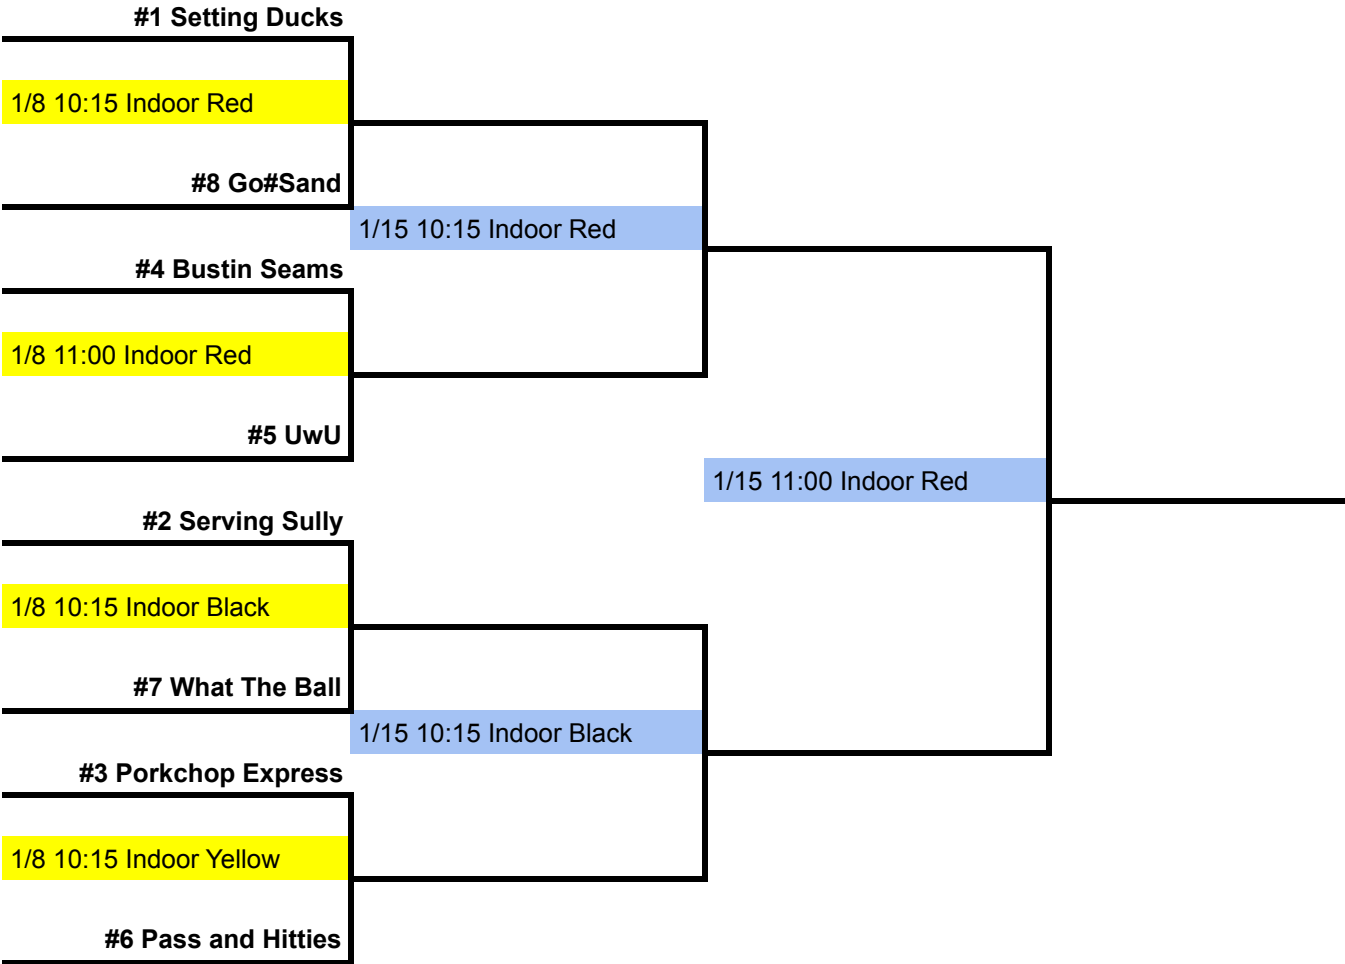 #1 Setting Ducks
1/8 10:15 Indoor Red
#8 Go#Sand
1/15 10:15 Indoor Red
#4 Bustin Seams
1/8 11:00 Indoor Red
#5 UwU
1/15 11:00 Indoor Red
#2 Serving Sully
1/8 10:15 Indoor Black
#7 What The Ball
1/15 10:15 Indoor Black
#3 Porkchop Express
1/8 10:15 Indoor Yellow
#6 Pass and Hitties